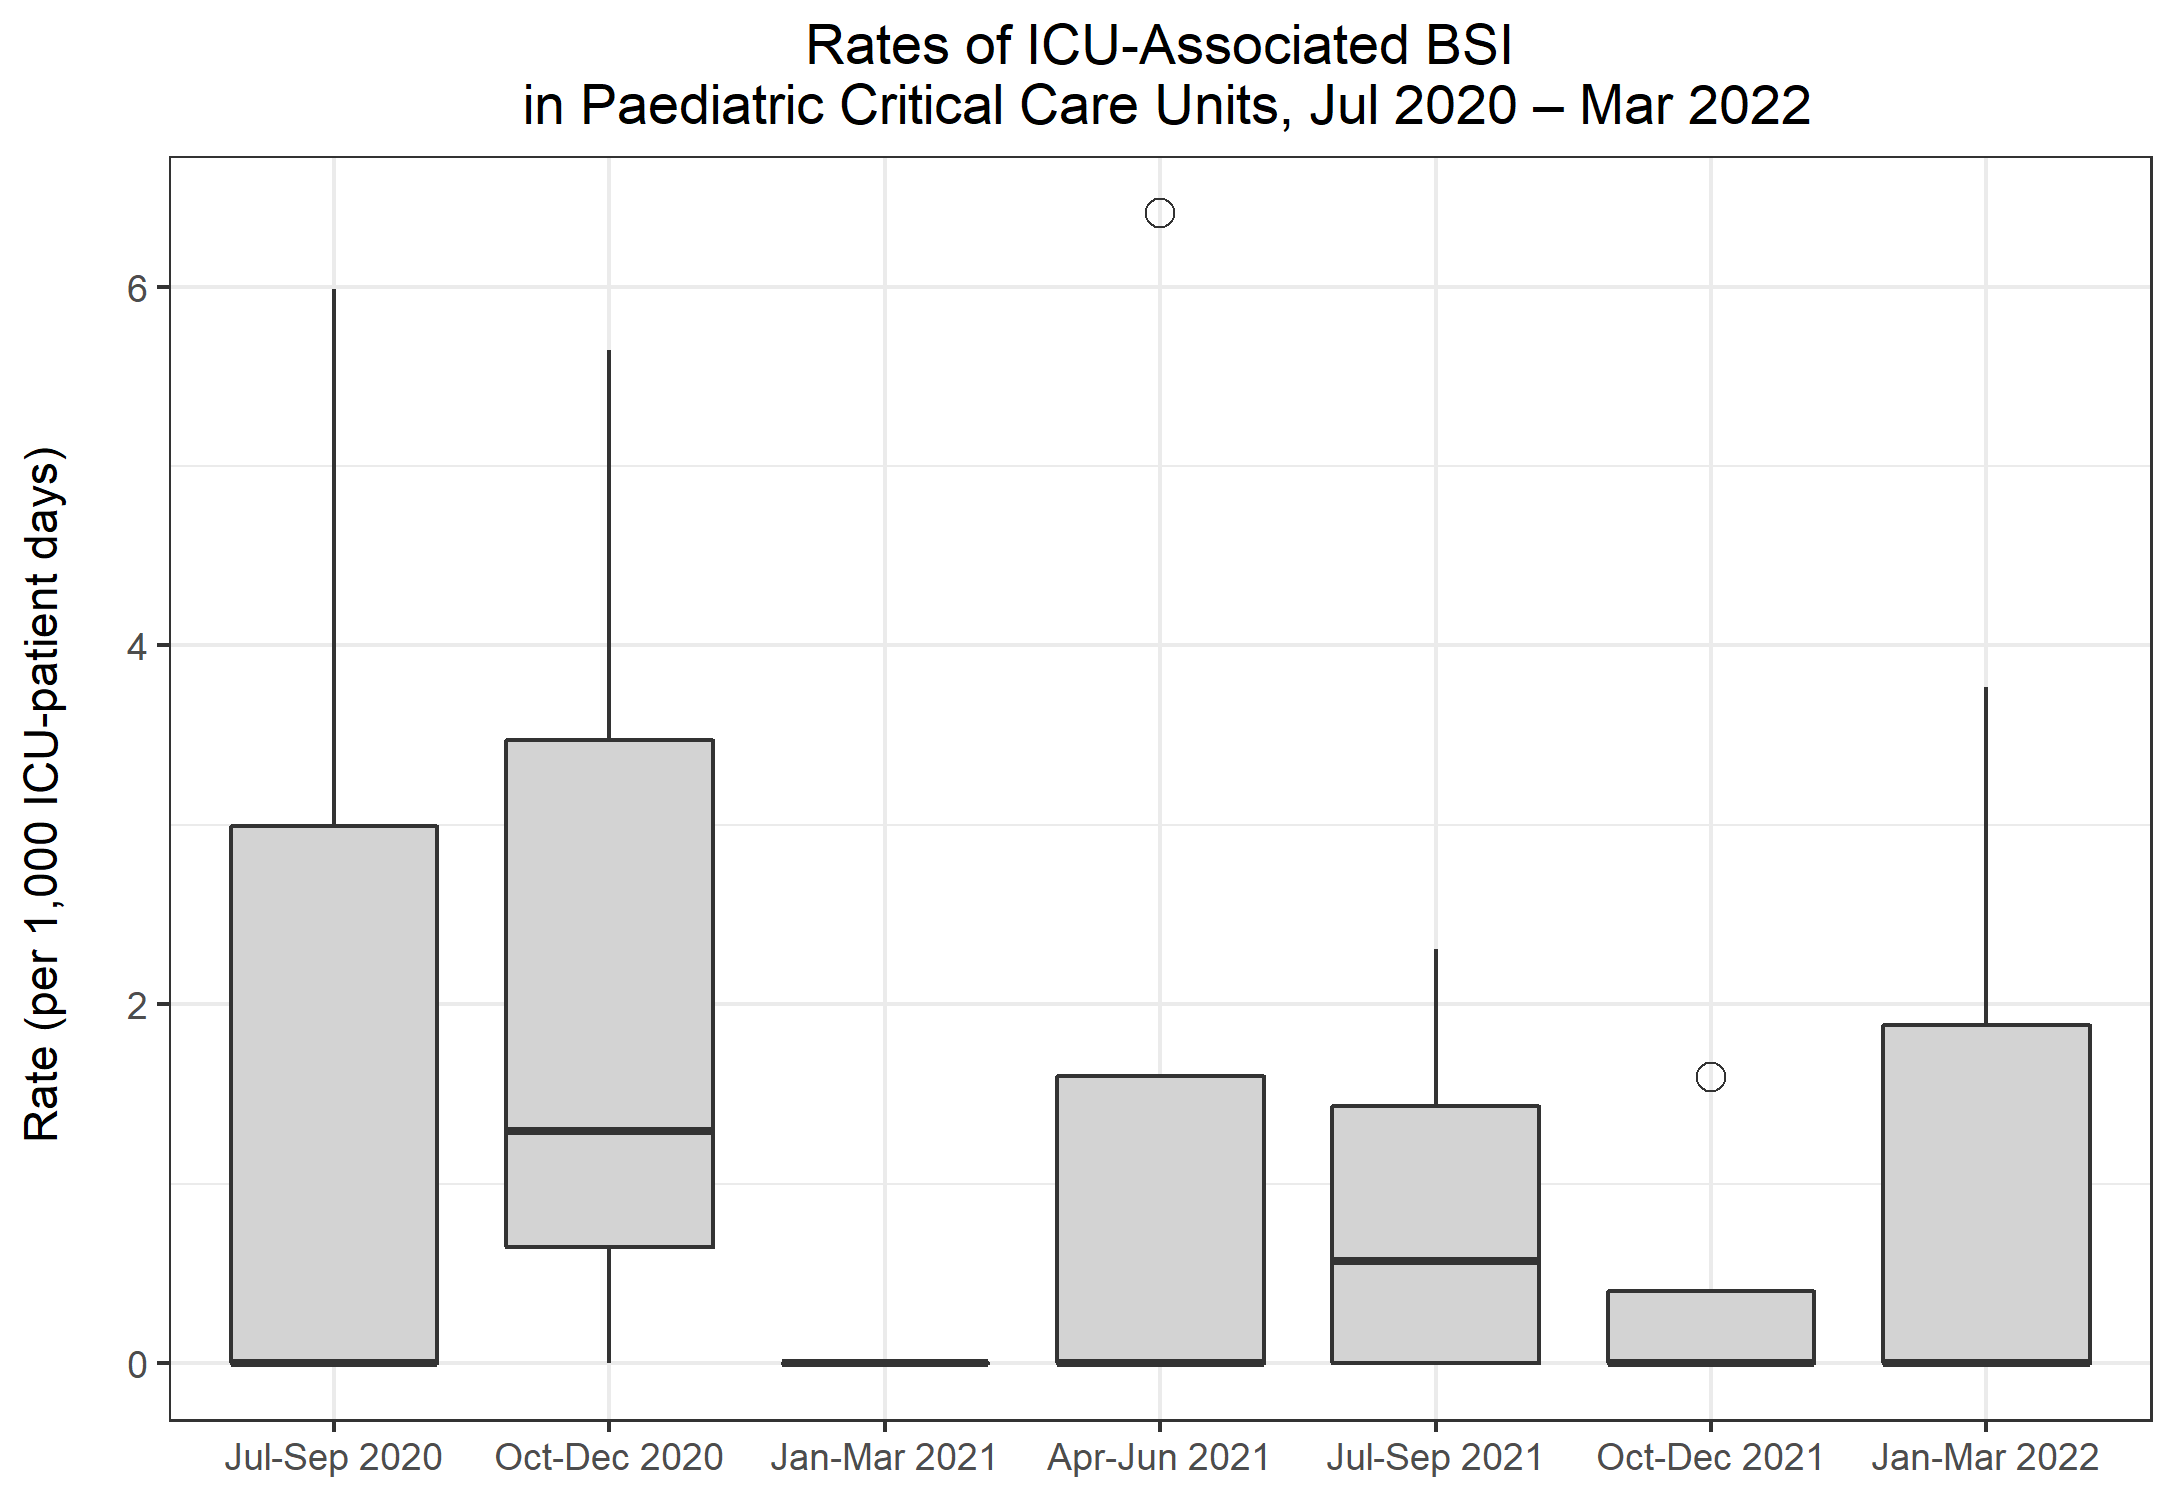 Rates of ICU-Associated BSI
in Paediatric Critical Care Units, Jul 2020 – Mar 2022
Rate (per 1,000 ICU-patient days)
6
4
2
0
Jul-Sep 2020
Oct-Dec 2020
Jan-Mar 2021
Apr-Jun 2021
Jul-Sep 2021
Oct-Dec 2021
Jan-Mar 2022